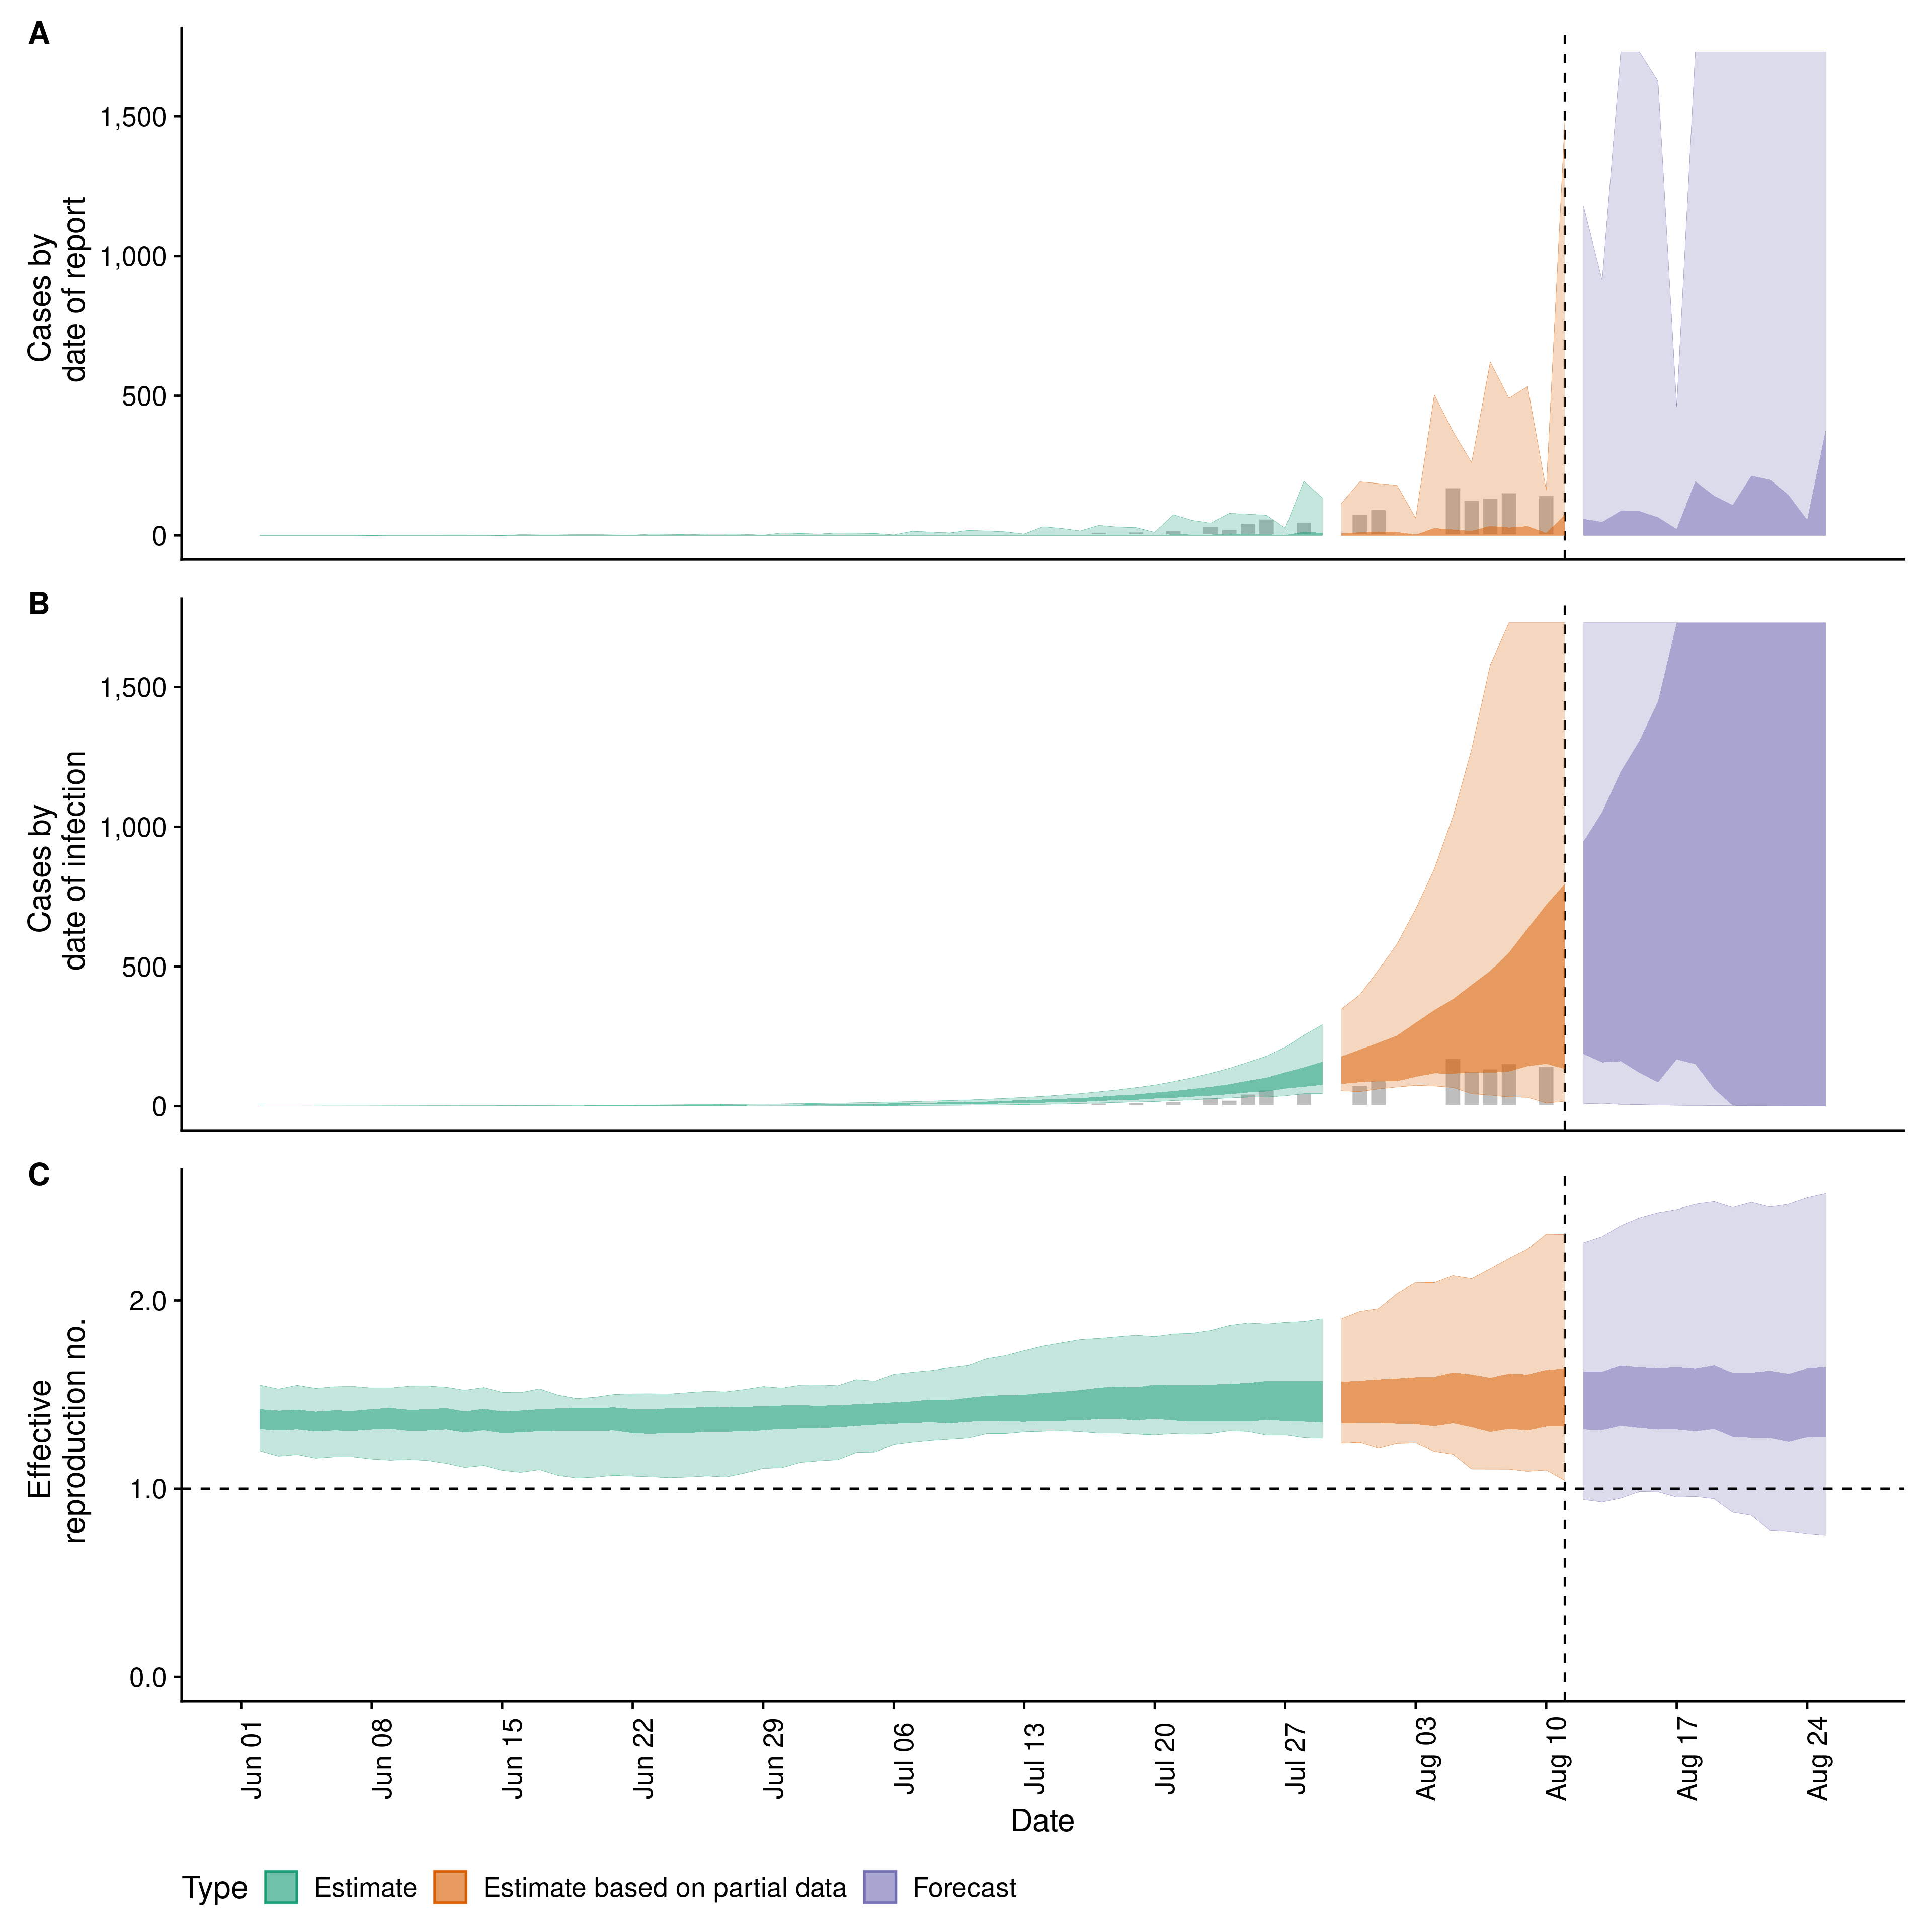 A
Cases by
date of report
1,500
1,000
500
0
B
Cases by
date of infection
1,500
1,000
500
0
C
Effective
reproduction no.
2.0
1.0
0.0
Jun 01
Jun 08
Jun 15
Jun 22
Jun 29
Jul 06
Jul 13
Jul 20
Jul 27
Aug 03
Aug 10
Aug 17
Aug 24
Date
Type Estimate Estimate based on partial data Forecast